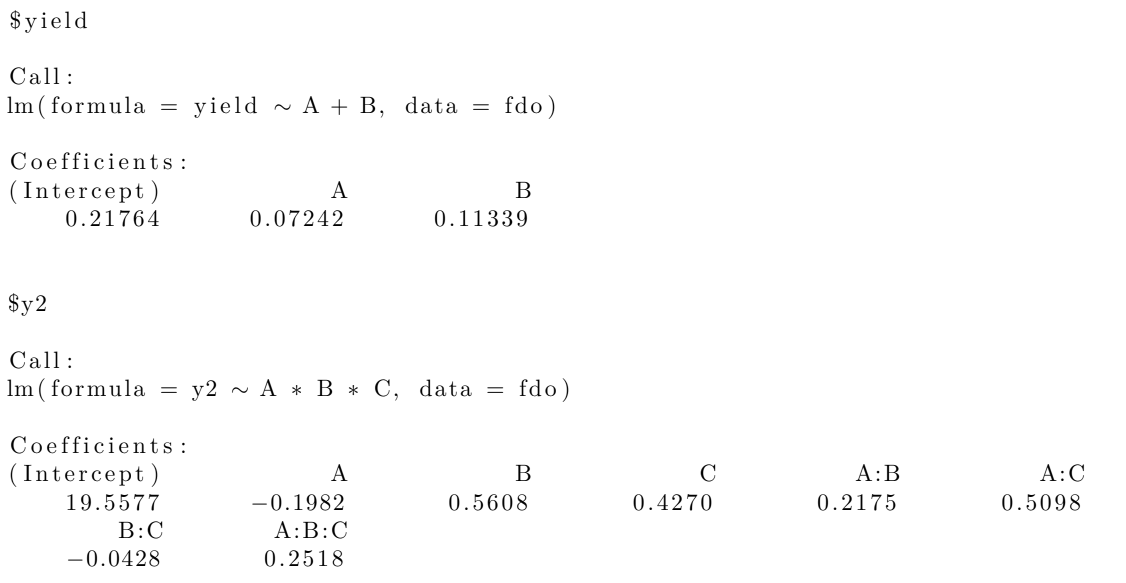 $yield
Call:
lm(formula = yield ~ A + B, data = fdo)
Coefficients:
(Intercept) A B
0.21764 0.07242 0.11339
$y2
Call:
lm(formula = y2 ~ A * B * C, data = fdo)
Coefficients:
(Intercept) A B C A:B A:C
19.5577 −0.1982 0.5608 0.4270 0.2175 0.5098
B:C A:B:C
−0.0428 0.2518